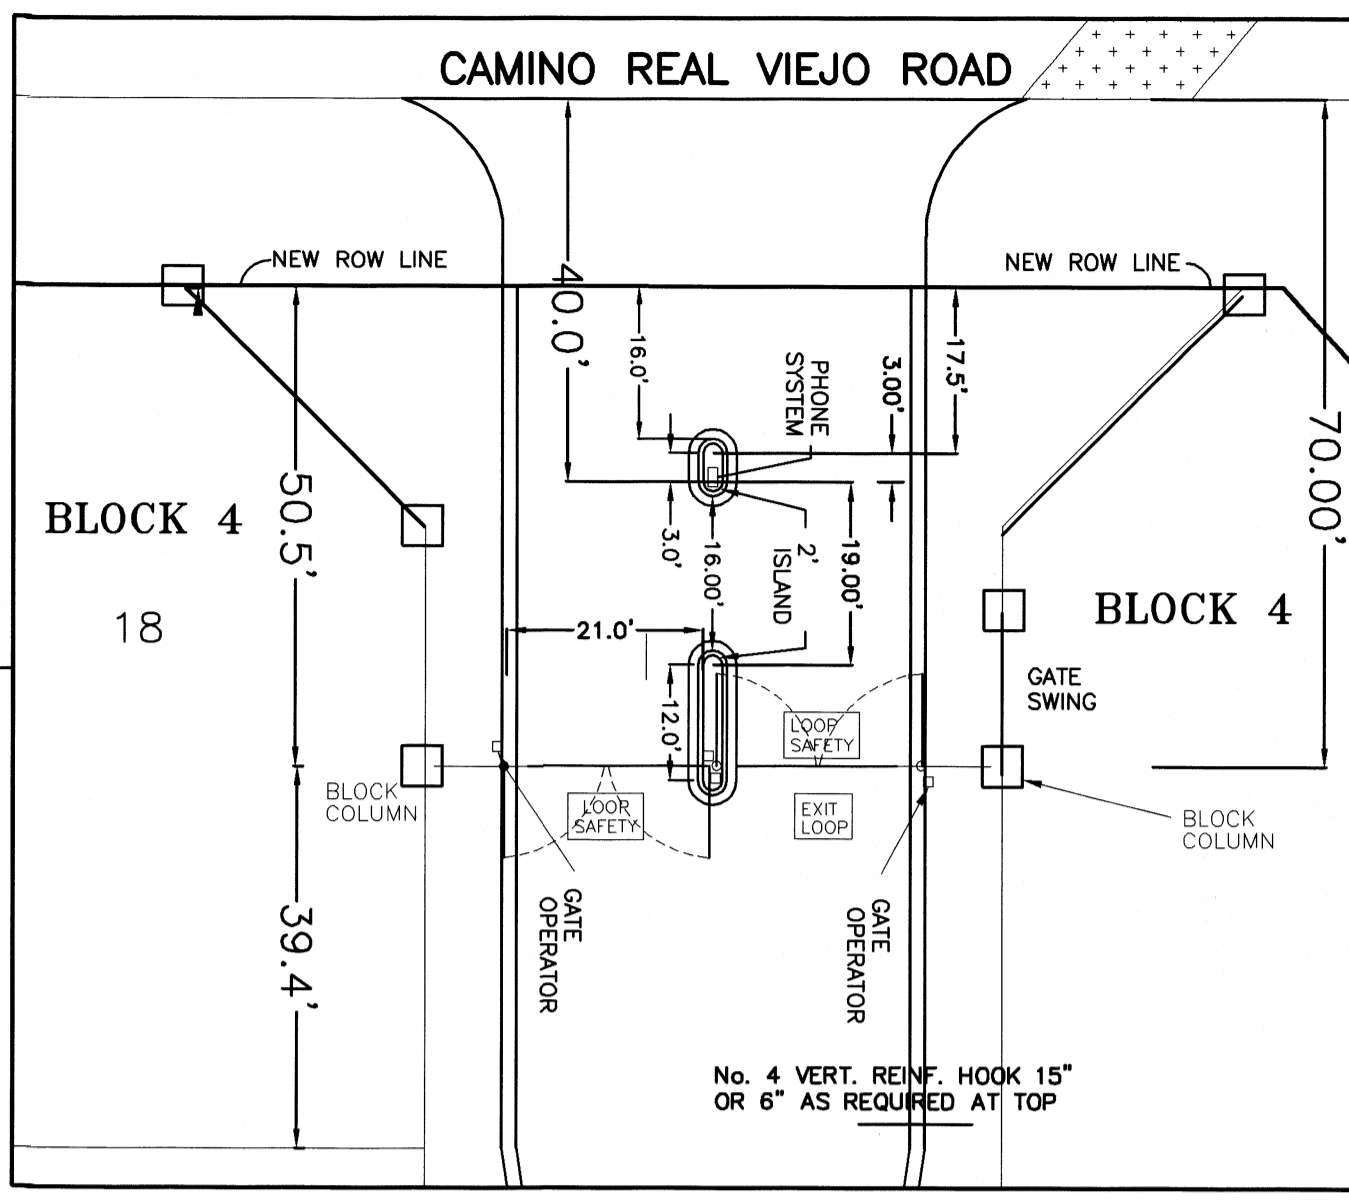 CAMINO REAL VIEJO ROAD
NEW ROW LINE
NEW ROW LINE
40.0'
16.0'
PHONE
SYSTEM
3.00'
17.5'
70.00'
50.5'
BLOCK 4
18
3.0'
16.00'
2'
ISLAND
19.00'
BLOCK 4
21.0'
12.0'
GATE
SWING
LOOP
SAFETY
BLOCK
COLUMN
LOOP
SAFETY
EXIT
LOOP
BLOCK
COLUMN
GATE
OPERATOR
GATE
OPERATOR
39.4'
No. 4 VERT. REINF. HOOK 15"
OR 6" AS REQUIRED AT TOP